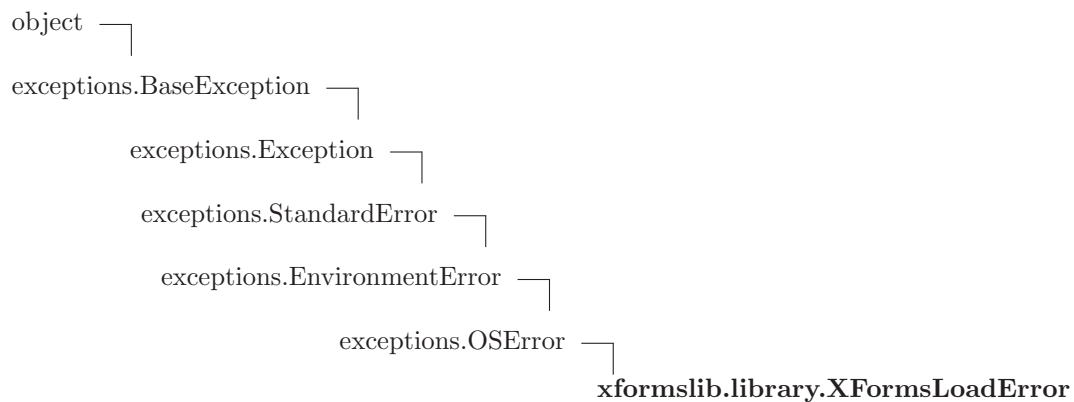 object
exceptions.BaseException
exceptions.Exception
exceptions.StandardError
exceptions.EnvironmentError
exceptions.OSError
xformslib.library.XFormsLoadError